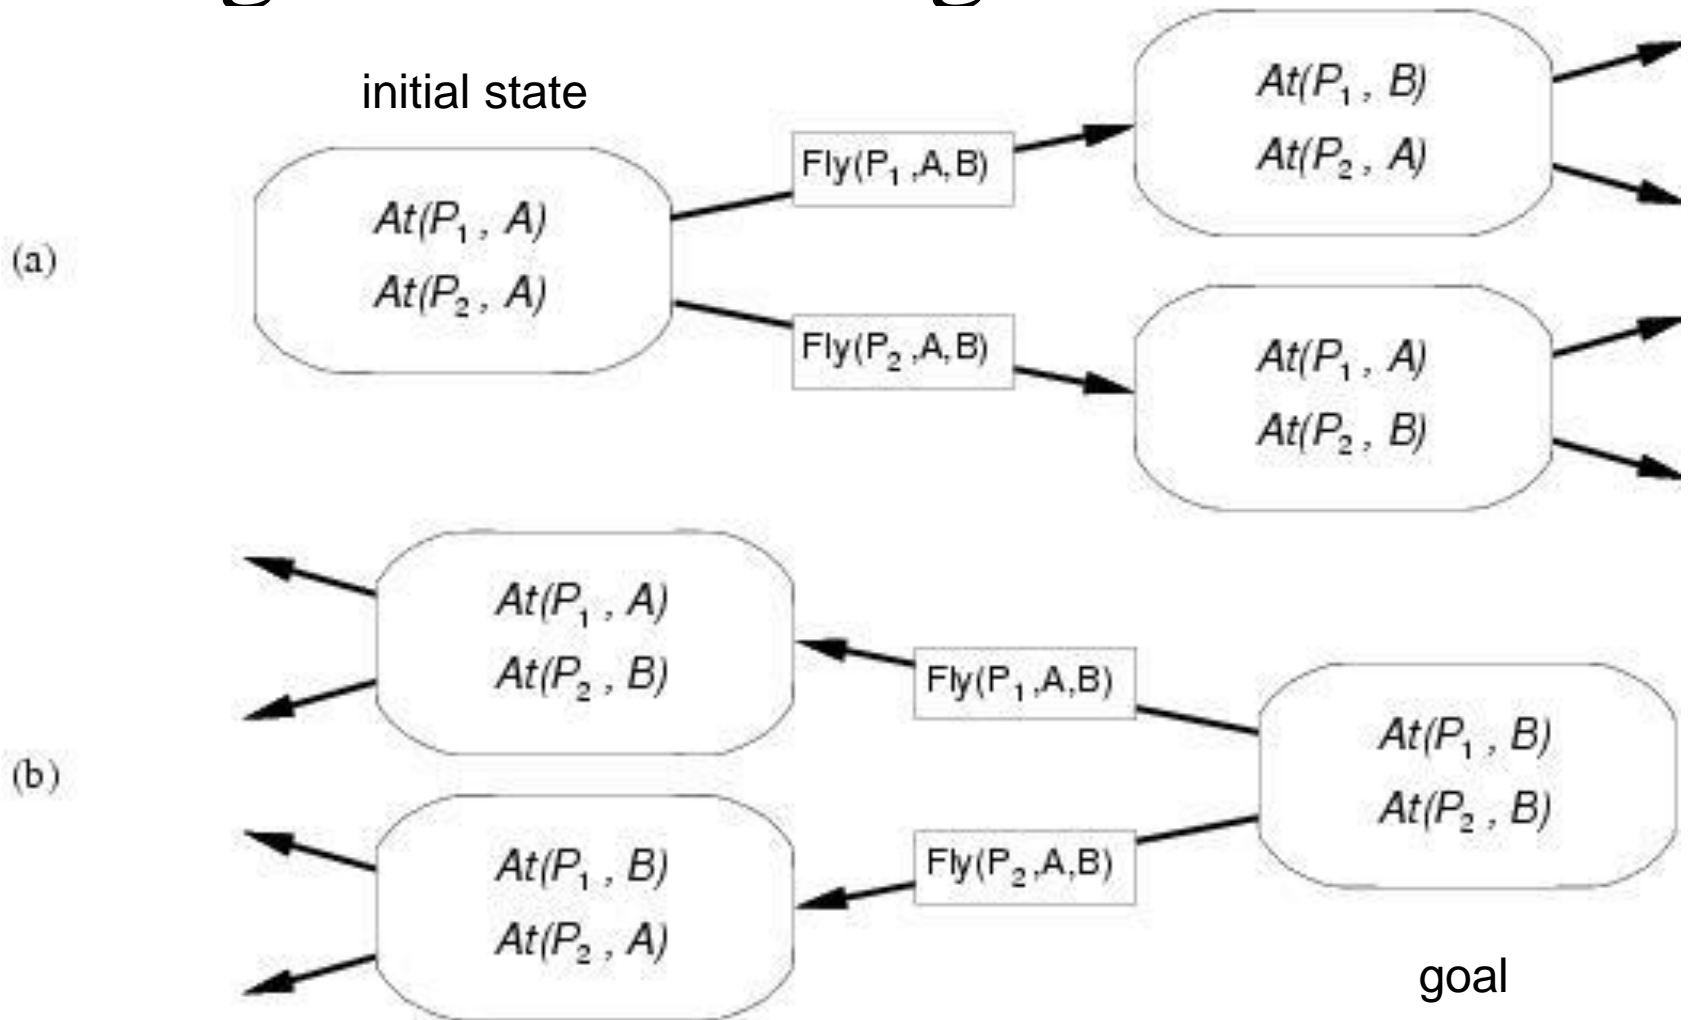 initial state
(a)
At(P₁, A)
At(P₂, A)
Fly(P₁,A,B)
Fly(P₂,A,B)
At(P₁, B)
At(P₂, A)
At(P₁, A)
At(P₂, B)
(b)
At(P₁, A)
At(P₂, B)
At(P₁, B)
At(P₂, A)
Fly(P₁,A,B)
Fly(P₂,A,B)
At(P₁, B)
At(P₂, B)
goal